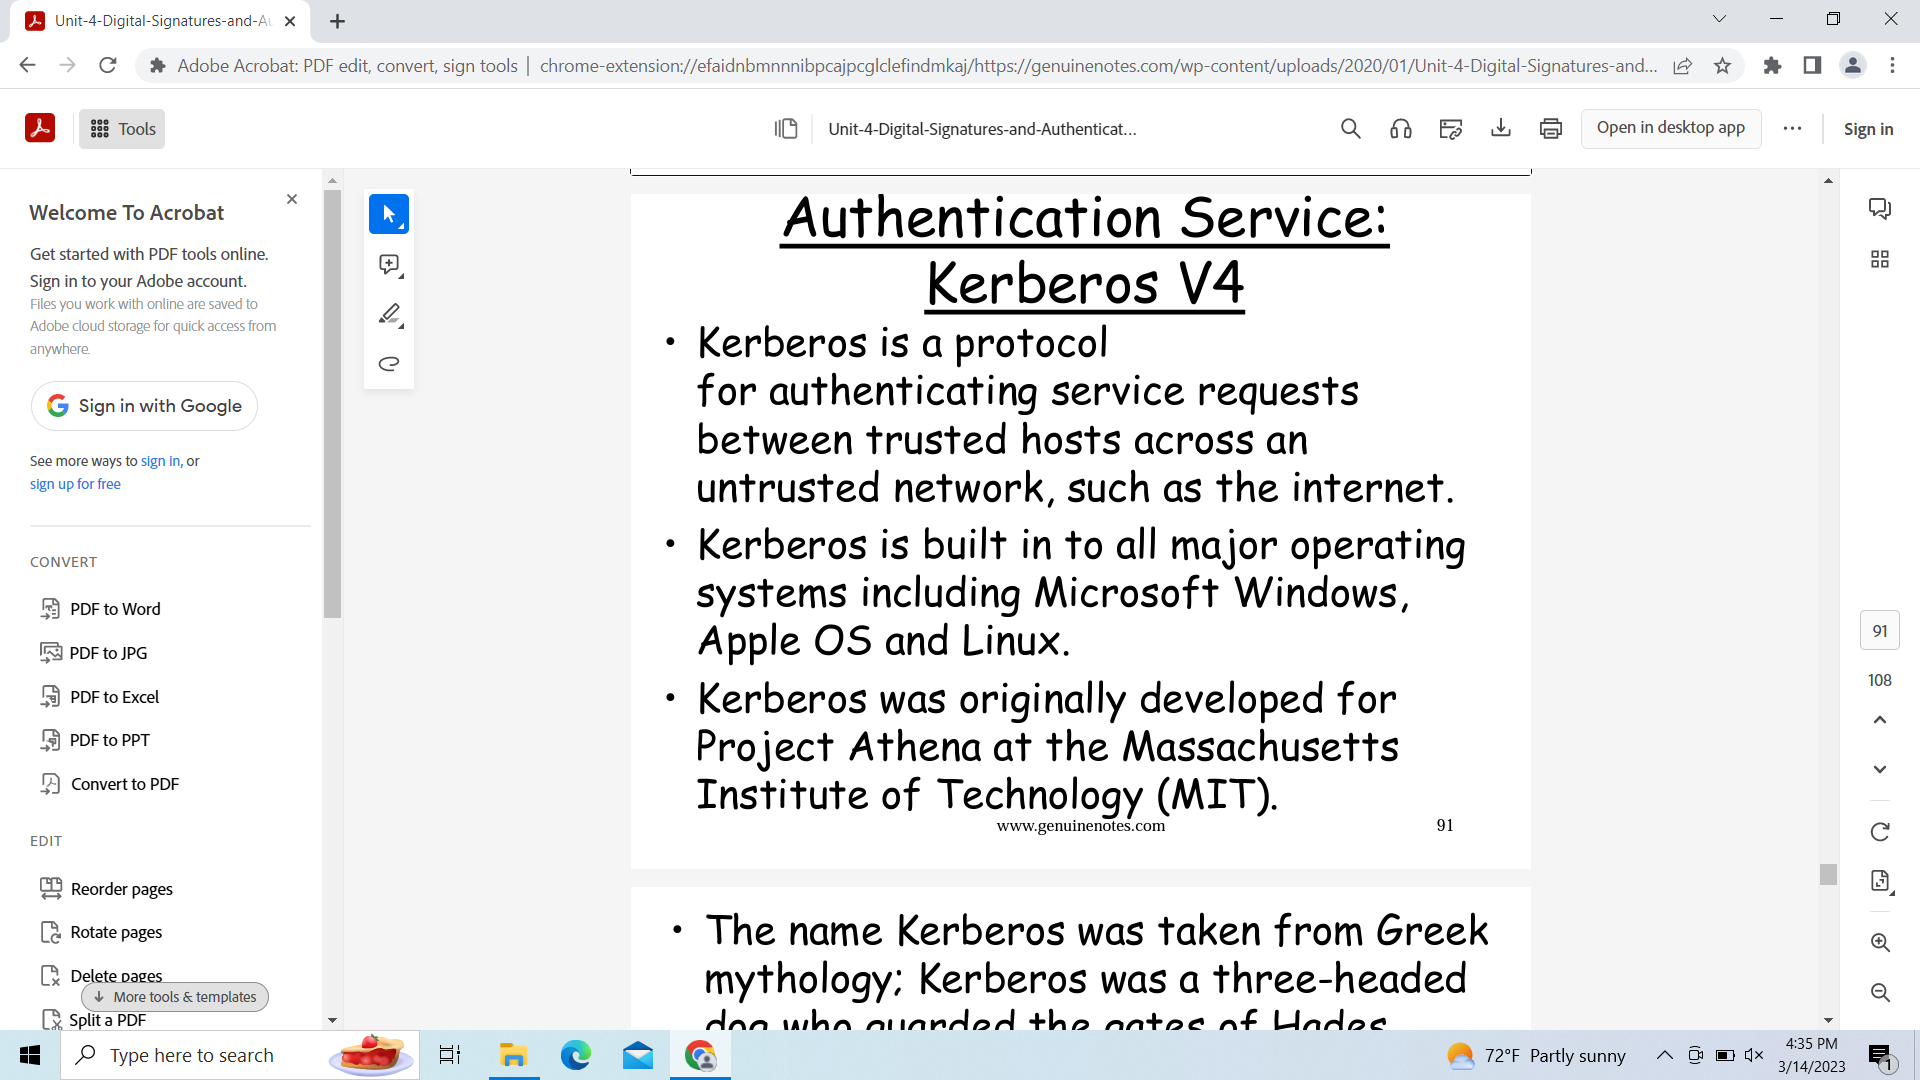 Unit-4-Digital-Signatures-and-Au
Adobe Acrobat: PDF edit, convert, sign tools | chrome-extension://efaidnbmnnnibpcajpcglclefindmkaj/https://genuinenotes.com/wp-content/uploads/2020/01/Unit-4-Digital-Signatures-and...
Tools
Unit-4-Digital-Signatures-and-Authenticat...
Open in desktop app
Sign in
Welcome To Acrobat
Get started with PDF tools online.
Sign in to your Adobe account.
Files you work with online are saved to
Adobe cloud storage for quick access from
anywhere.
Sign in with Google
See more ways to sign in, or
sign up for free
CONVERT
PDF to Word
PDF to JPG
PDF to Excel
PDF to PPT
Convert to PDF
EDIT
Reorder pages
Rotate pages
Delete pages
More tools & templates
Split a PDF
Authentication Service:
Kerberos V4
• Kerberos is a protocol
for authenticating service requests
between trusted hosts across an
untrusted network, such as the internet.
• Kerberos is built in to all major operating
systems including Microsoft Windows,
Apple OS and Linux.
• Kerberos was originally developed for
Project Athena at the Massachusetts
Institute of Technology (MIT).
www.genuinenotes.com
91
• The name Kerberos was taken from Greek
mythology; Kerberos was a three-headed
dog who guarded the gates of Hades
91
108
Type here to search
72°F Partly sunny
4:35 PM
3/14/2023
1